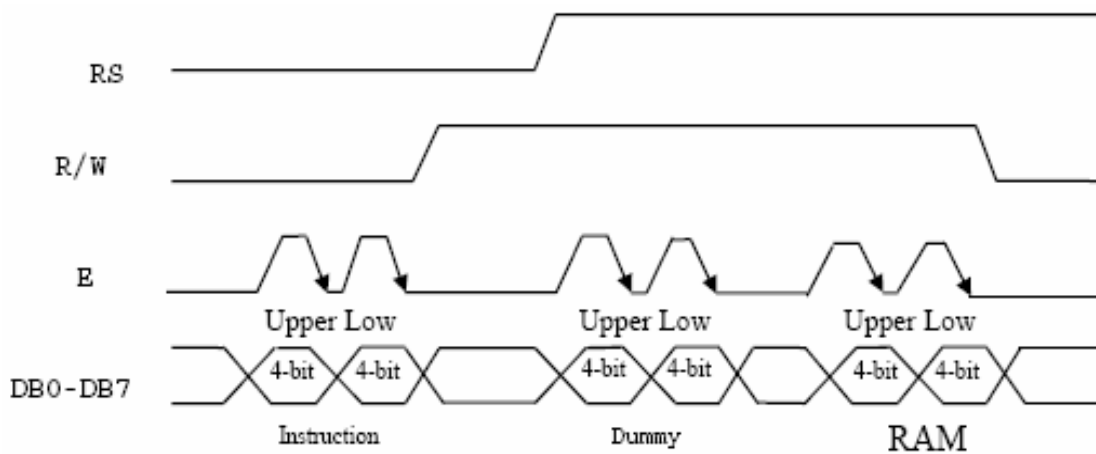 RS
R/W
E
Upper Low Upper Low Upper Low
DB0-DB7 4-bit 4-bit 4-bit 4-bit 4-bit 4-bit
Instruction Dummy RAM